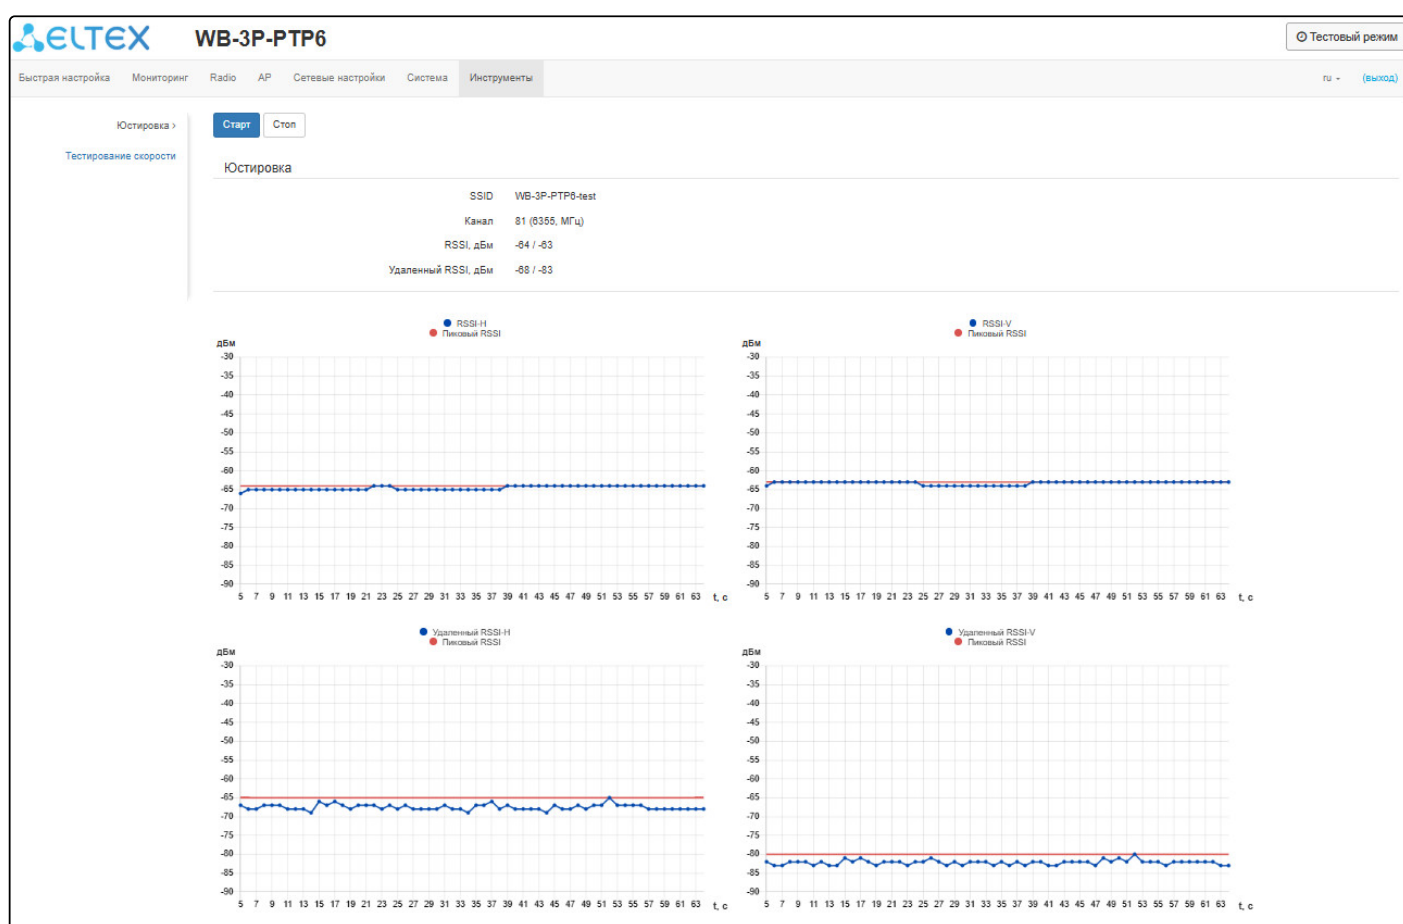 ELTEX WB-3P-PTP6 Тестовый режим
Быстрая настройка Мониторинг Radio AP Сетевые настройки Система Инструменты ru (выход)
Юстировка › Старт Стоп
Тестирование скорости
Юстировка
SSID WB-3P-PTP6-test
Канал 81 (6355, МГц)
RSSI, дБм -64 / -63
Удаленный RSSI, дБм -68 / -83
RSSI-H
Пиковый RSSI
дБм
-30
-35
-40
-45
-50
-55
-60
-65
-70
-75
-80
-85
-90
5 7 9 11 13 15 17 19 21 23 25 27 29 31 33 35 37 39 41 43 45 47 49 51 53 55 57 59 61 63 t, c
RSSI-V
Пиковый RSSI
дБм
-30
-35
-40
-45
-50
-55
-60
-65
-70
-75
-80
-85
-90
5 7 9 11 13 15 17 19 21 23 25 27 29 31 33 35 37 39 41 43 45 47 49 51 53 55 57 59 61 63 t, c
Удаленный RSSI-H
Пиковый RSSI
дБм
-30
-35
-40
-45
-50
-55
-60
-65
-70
-75
-80
-85
-90
5 7 9 11 13 15 17 19 21 23 25 27 29 31 33 35 37 39 41 43 45 47 49 51 53 55 57 59 61 63 t, c
Удаленный RSSI-V
Пиковый RSSI
дБм
-30
-35
-40
-45
-50
-55
-60
-65
-70
-75
-80
-85
-90
5 7 9 11 13 15 17 19 21 23 25 27 29 31 33 35 37 39 41 43 45 47 49 51 53 55 57 59 61 63 t, c